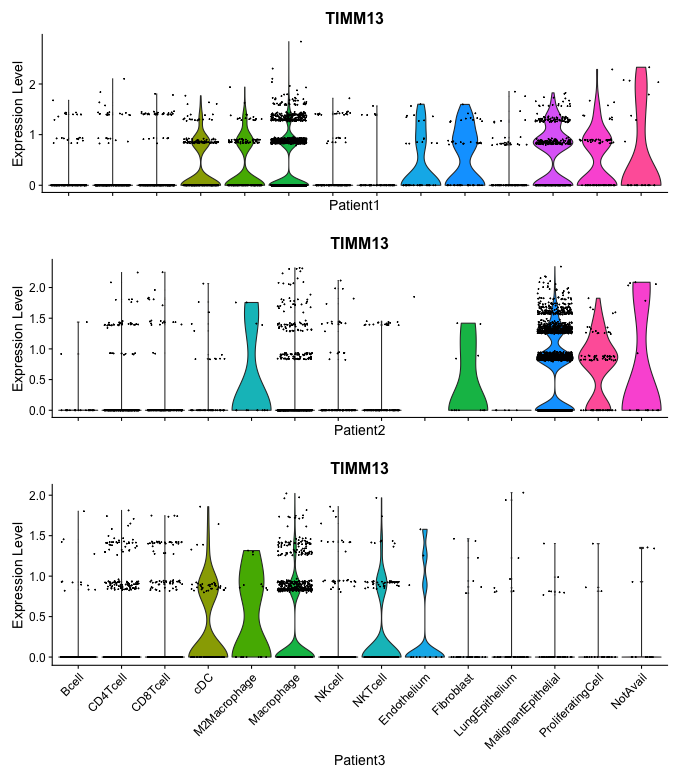 TIMM13
Expression Level
2
1
0
Patient1
TIMM13
Expression Level
2.0
1.5
1.0
0.5
0.0
Patient2
TIMM13
Expression Level
2.0
1.5
1.0
0.5
0.0
Bcell
CD4Tcell
CD8Tcell
cDC
M2Macrophage
Macrophage
NKcell
NKTcell
Endothelium
Fibroblast
LungEpithelium
MalignantEpithelial
ProliferatingCell
NotAvail
Patient3